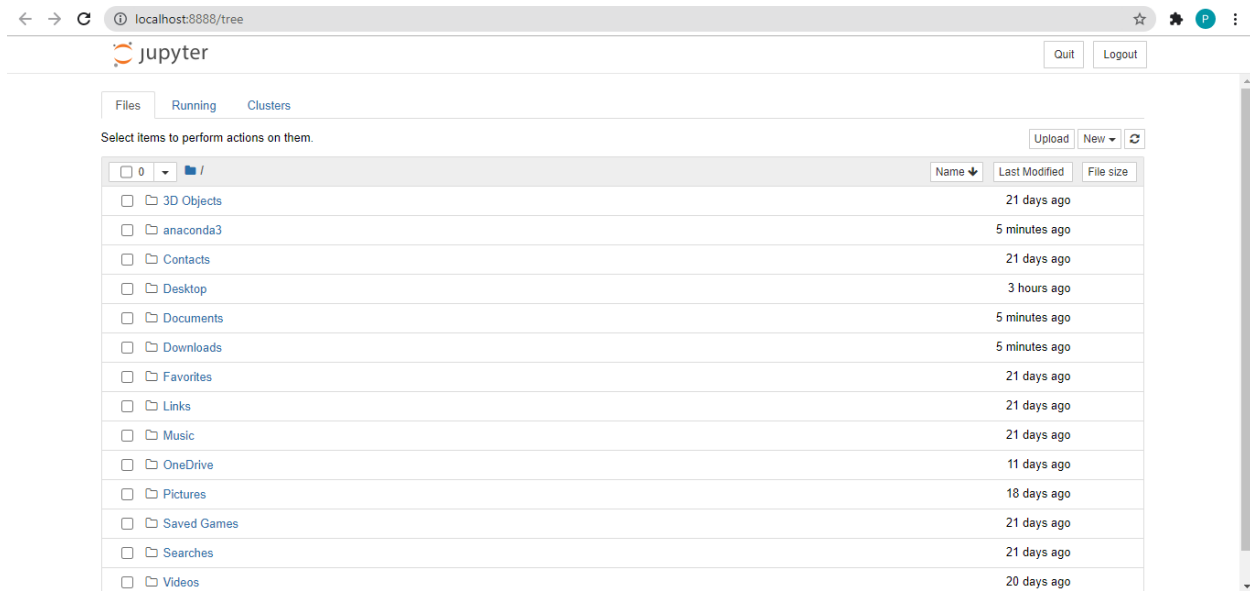 localhost:8888/tree
P
jupyter
Quit Logout
Files Running Clusters
Select items to perform actions on them.
Upload New
0 / Name Last Modified File size
3D Objects 21 days ago
anaconda3 5 minutes ago
Contacts 21 days ago
Desktop 3 hours ago
Documents 5 minutes ago
Downloads 5 minutes ago
Favorites 21 days ago
Links 21 days ago
Music 21 days ago
OneDrive 11 days ago
Pictures 18 days ago
Saved Games 21 days ago
Searches 21 days ago
Videos 20 days ago